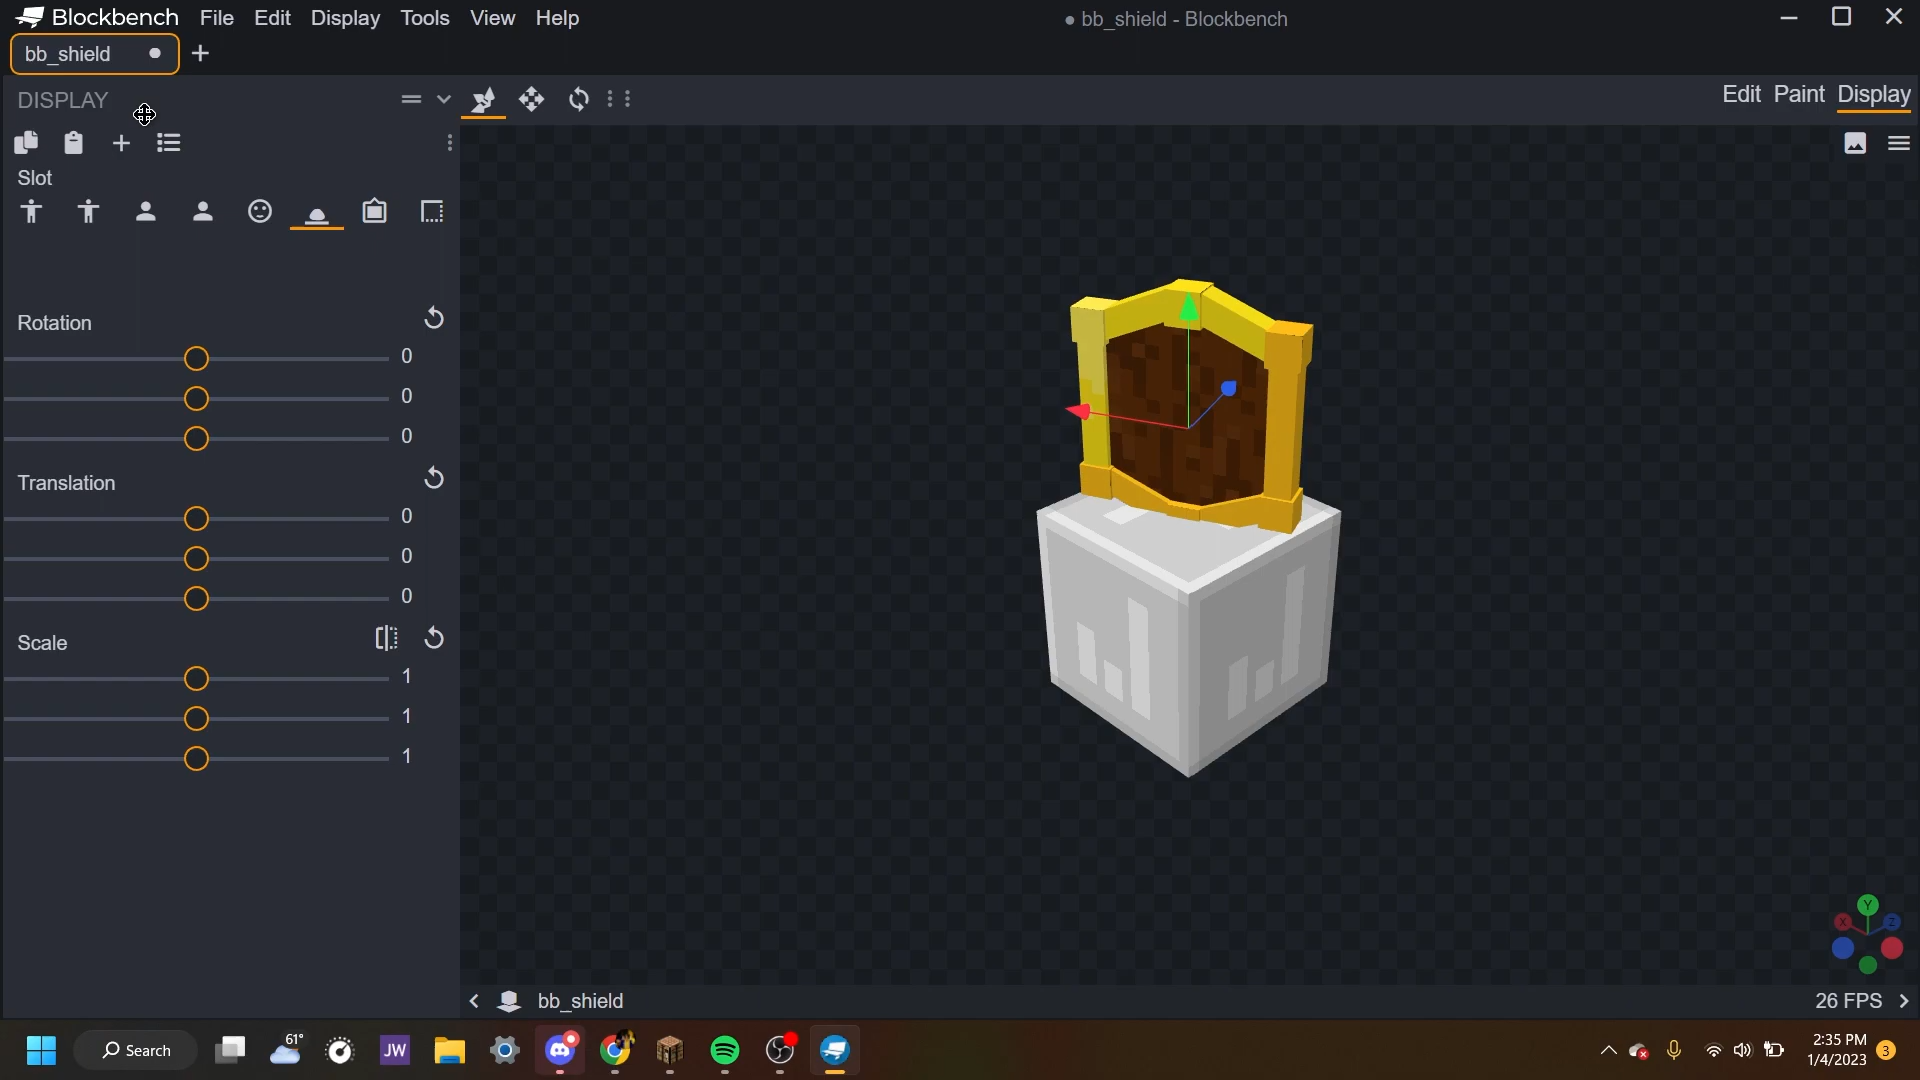 Blockbench File Edit Display Tools View Help
● bb_shield - Blockbench
bb_shield
DISPLAY
Edit Paint Display
Slot
Rotation
0
0
0
Translation
0
0
0
Scale
1
1
1
Y
X
Z
bb_shield
26 FPS
Search
61°
JW
2:35 PM
1/4/2023
3